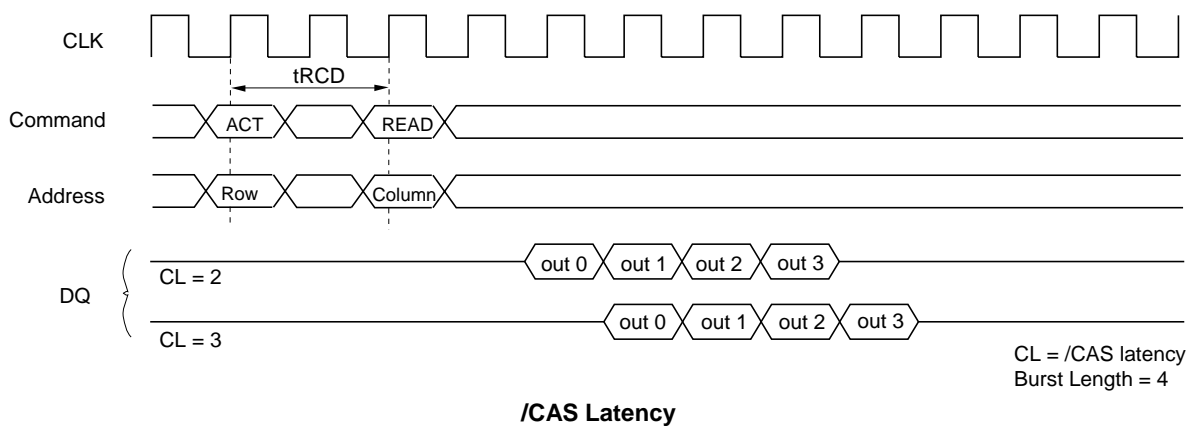 CLK
tRCD
Command
ACT
READ
Address
Row
Column
DQ
CL = 2
out 0
out 1
out 2
out 3
CL = 3
out 0
out 1
out 2
out 3
CL = /CAS latency
Burst Length = 4
/CAS Latency